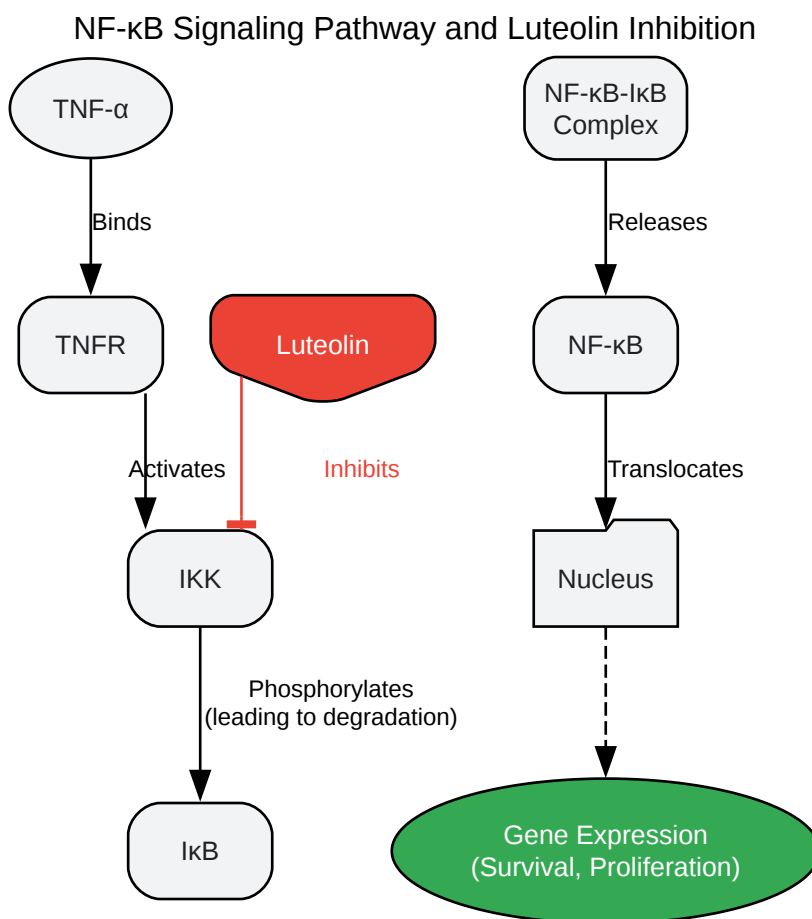 NF-κB Signaling Pathway and Luteolin Inhibition
TNF-α
NF-κB-IκB
Complex
Binds
Releases
TNFR
Luteolin
NF-κB
Activates
Inhibits
Translocates
IKK
Nucleus
Phosphorylates
(leading to degradation)
IκB
Gene Expression
(Survival, Proliferation)